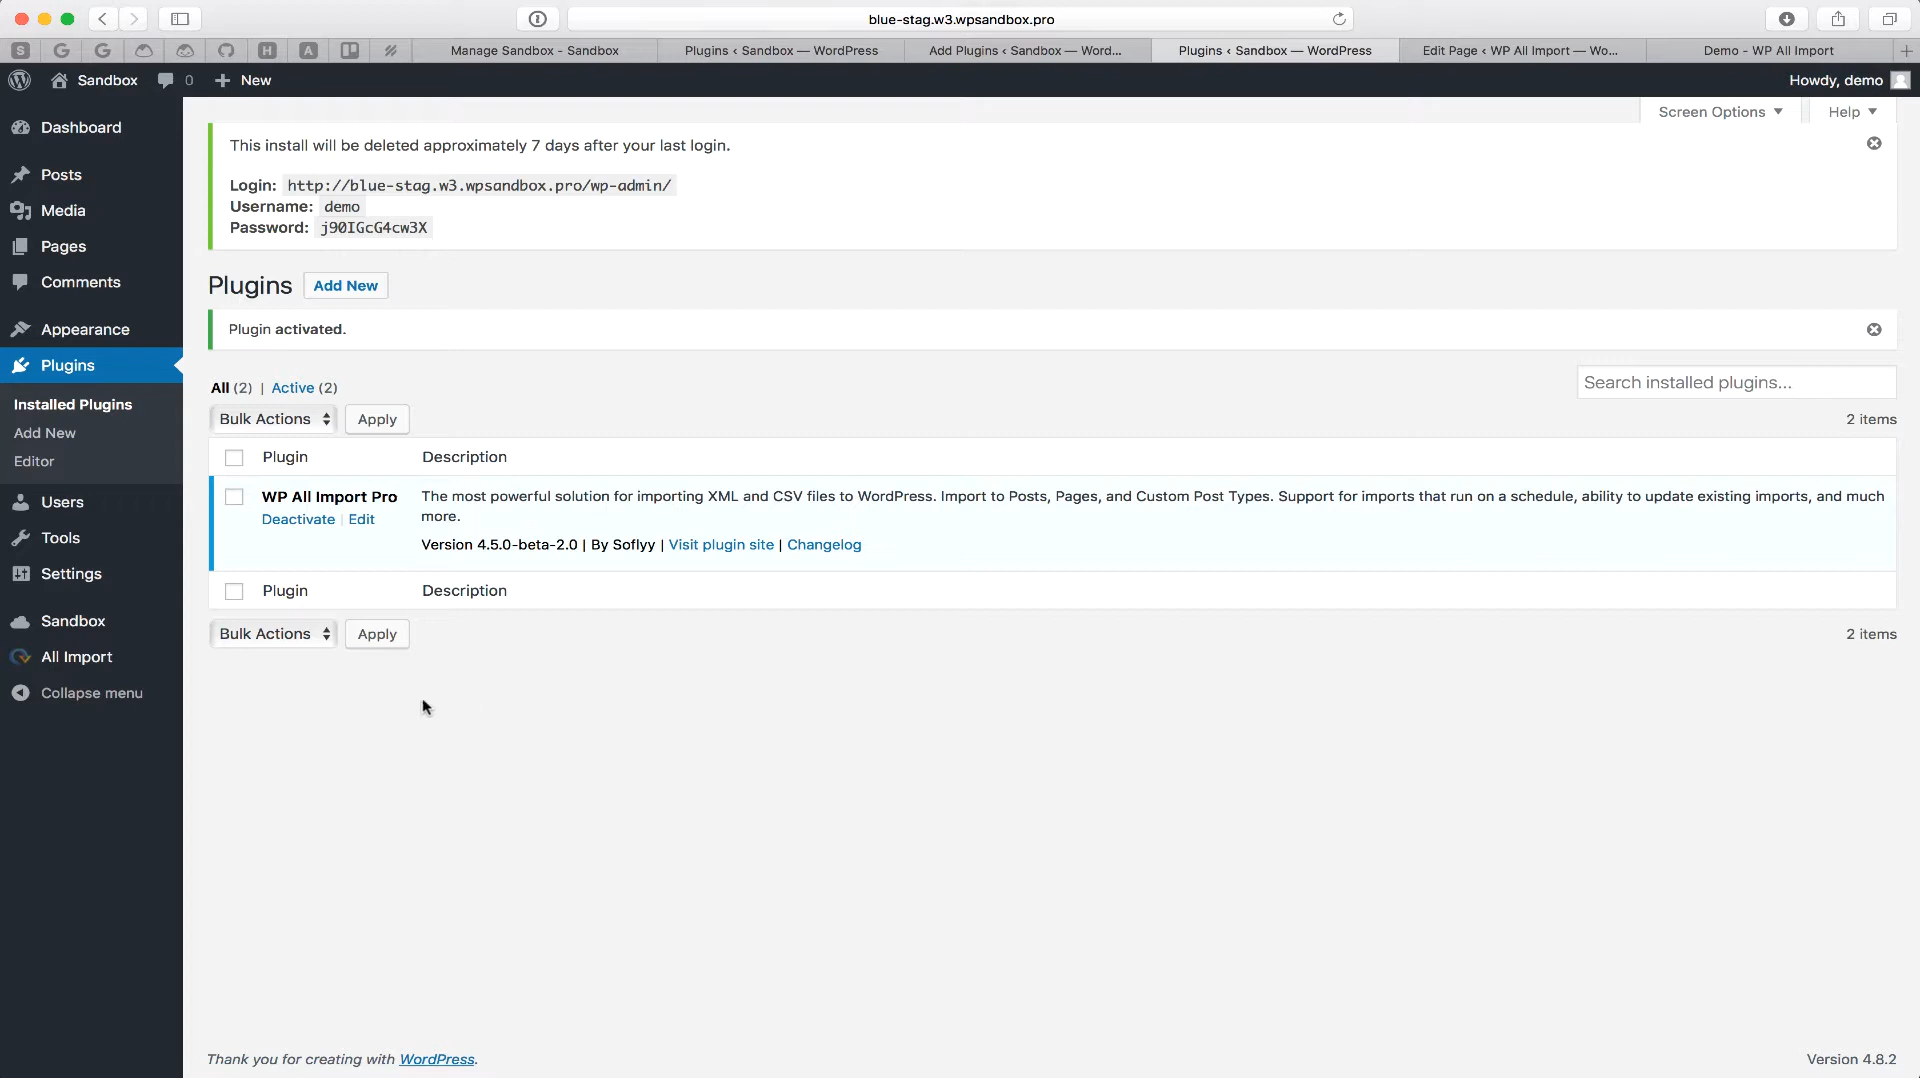 blue-stag.w3.wpsandbox.pro
S
H
A
Manage Sandbox - Sandbox
Plugins ‹ Sandbox — WordPress
Add Plugins ‹ Sandbox — Word...
Plugins ‹ Sandbox — WordPress
Edit Page ‹ WP All Import — Wo...
Demo - WP All Import
Sandbox
0
New
Howdy, demo
Dashboard
Posts
Media
Pages
Comments
Appearance
Plugins
Installed Plugins
Add New
Editor
Users
Tools
Settings
Sandbox
All Import
Collapse menu
Screen Options
Help
This install will be deleted approximately 7 days after your last login.
Login: http://blue-stag.w3.wpsandbox.pro/wp-admin/
Username: demo
Password: j90IGcG4cw3X
Plugins Add New
Plugin activated.
All (2) | Active (2)
Search installed plugins...
Bulk Actions Apply
2 items
Plugin Description
WP All Import Pro
Deactivate | Edit
The most powerful solution for importing XML and CSV files to WordPress. Import to Posts, Pages, and Custom Post Types. Support for imports that run on a schedule, ability to update existing imports, and much
more.
Version 4.5.0-beta-2.0 | By Soflyy | Visit plugin site | Changelog
Plugin Description
Bulk Actions Apply
2 items
Thank you for creating with WordPress.
Version 4.8.2